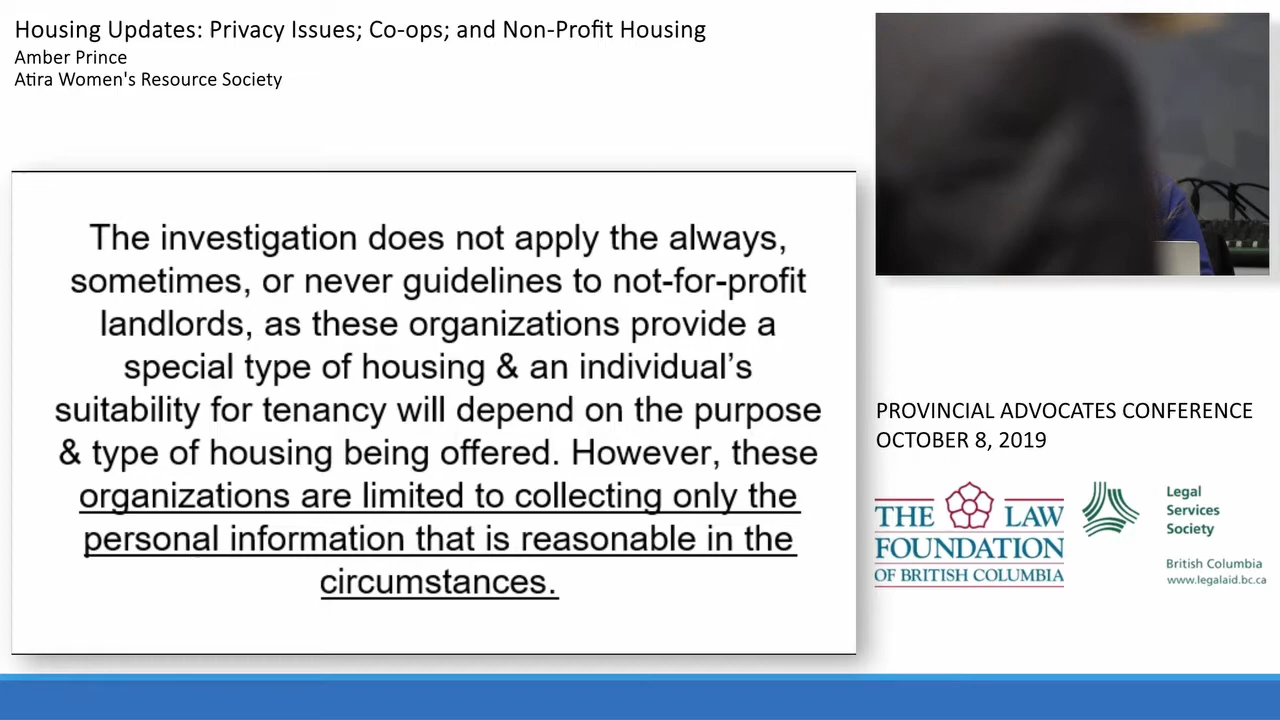 Housing Updates: Privacy Issues; Co-ops; and Non-Profit Housing
Amber Prince
Atira Women's Resource Society
The investigation does not apply the always,
sometimes, or never guidelines to not-for-profit
landlords, as these organizations provide a
special type of housing & an individual’s
suitability for tenancy will depend on the purpose
& type of housing being offered. However, these
organizations are limited to collecting only the
personal information that is reasonable in the
circumstances.
PROVINCIAL ADVOCATES CONFERENCE
OCTOBER 8, 2019
THE LAW
FOUNDATION
OF BRITISH COLUMBIA
Legal
Services
Society
British Columbia
www.legalaid.bc.ca